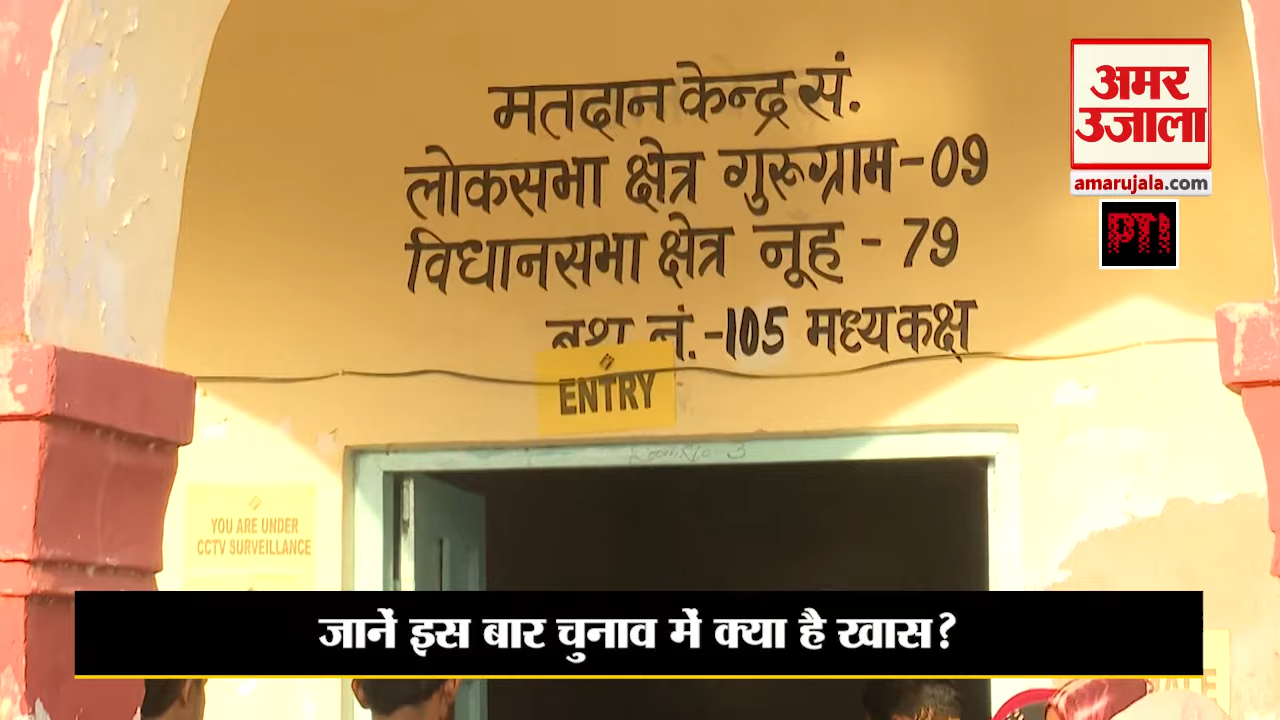 मतदान केन्द्र सं.
लोकसभा क्षेत्र गुरूग्राम-09
विधानसभा क्षेत्र नूह - 79
नं.-105 मध्य कक्ष
ENTRY
YOU ARE UNDER
CCTV SURVEILLANCE
अमर
उजाला
amarujala.com
PTI
जानें इस बार चुनाव में क्या है खास?